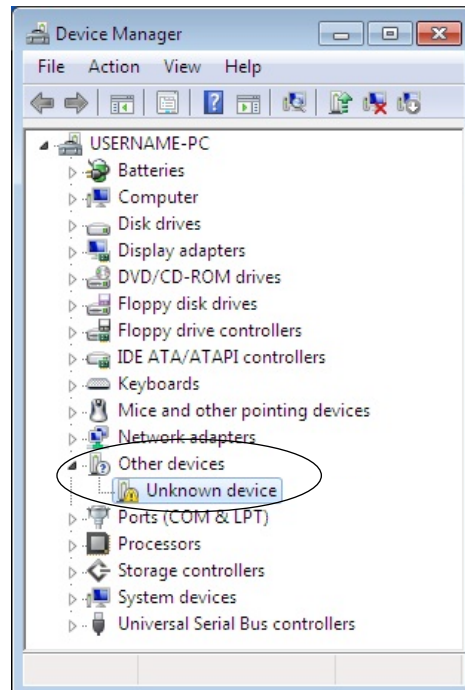 Device Manager
File Action View Help
USERNAME-PC
Batteries
Computer
Disk drives
Display adapters
DVD/CD-ROM drives
Floppy disk drives
Floppy drive controllers
IDE ATA/ATAPI controllers
Keyboards
Mice and other pointing devices
Network adapters
Other devices
Unknown device
Ports (COM & LPT)
Processors
Storage controllers
System devices
Universal Serial Bus controllers